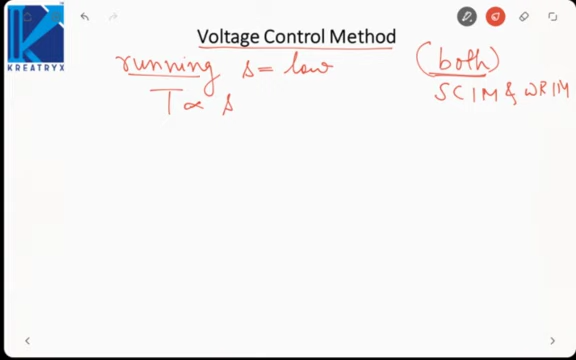 KREATRYX
Voltage Control Method
running s = low
(both)
T ∝ s
SCIM & WRIM